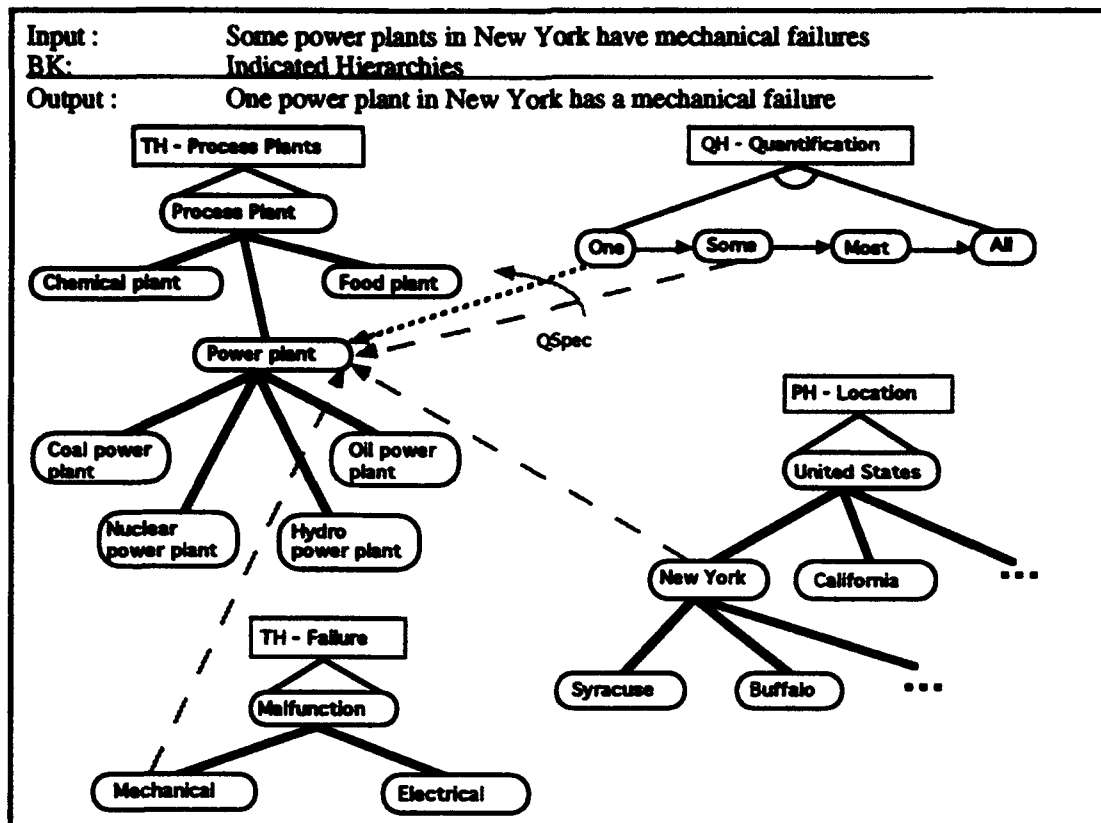 Input : Some power plants in New York have mechanical failures
BK: Indicated Hierarchies
Output : One power plant in New York has a mechanical failure
TH - Process Plants
QH - Quantification
Process Plant
One
Some
Most
All
Chemical plant
Food plant
QSpec
Power plant
PH - Location
Coal power
plant
Oil power
plant
United States
Nuclear
power plant
Hydro
power plant
New York
California
...
TH - Failure
Syracuse
Buffalo
...
Malfunction
Mechanical
Electrical